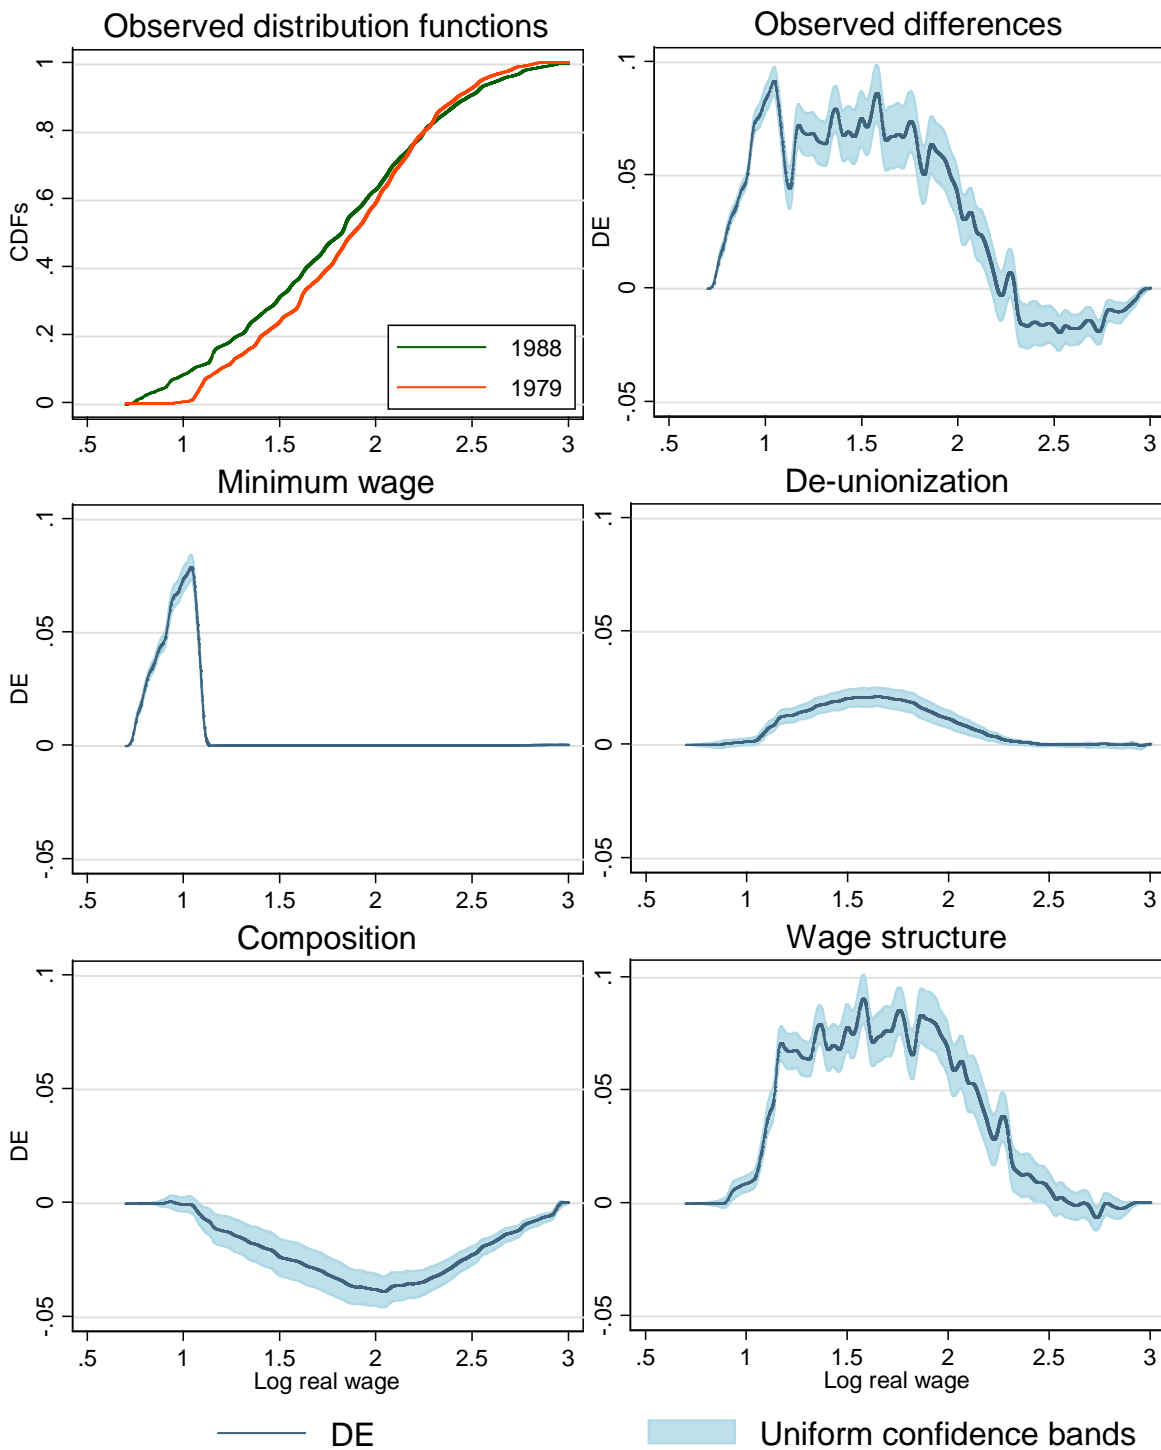 Observed distribution functions
CDFs
1
.8
.6
.4
.2
0
1988
1979
.5 1 1.5 2 2.5 3
Observed differences
DE
.1
.05
0
-.05
.5 1 1.5 2 2.5 3
Minimum wage
DE
.1
.05
0
-.05
.5 1 1.5 2 2.5 3
De-unionization
.1
.05
0
-.05
.5 1 1.5 2 2.5 3
Composition
DE
.1
.05
0
-.05
.5 1 1.5 2 2.5 3
Log real wage
Wage structure
.1
.05
0
-.05
.5 1 1.5 2 2.5 3
Log real wage
DE
Uniform confidence bands